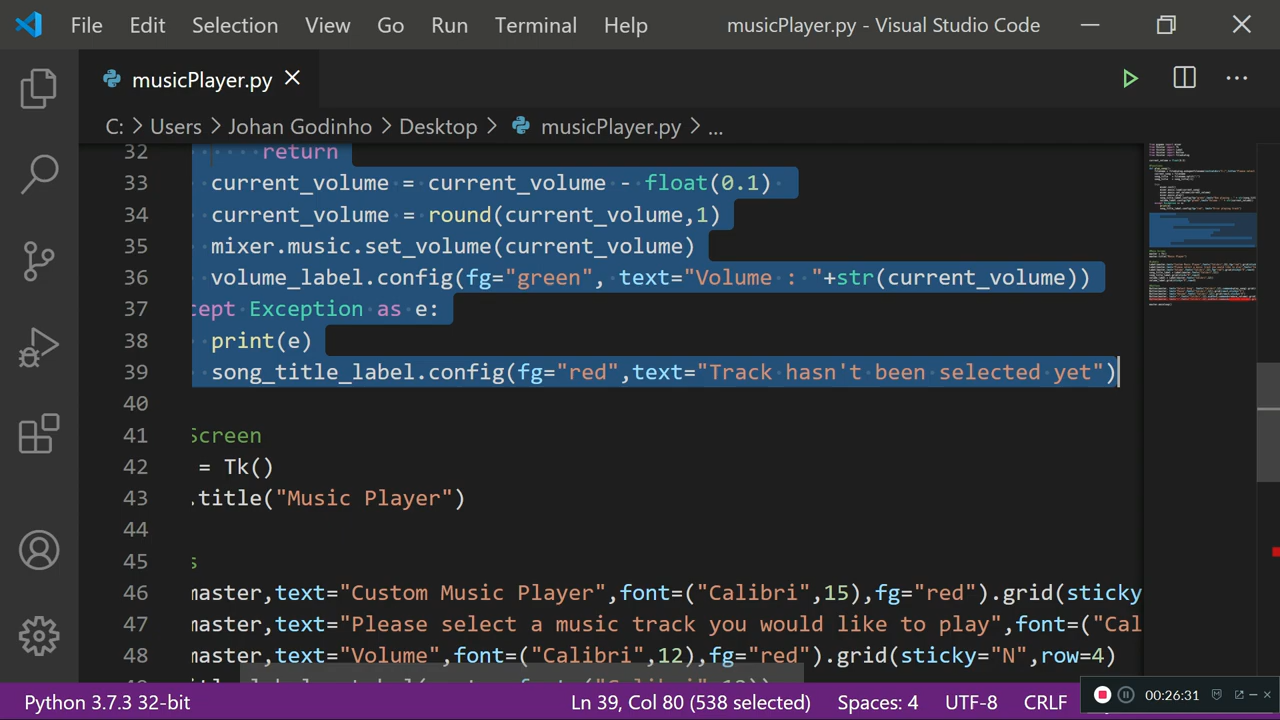 File Edit Selection View Go Run Terminal Help musicPlayer.py - Visual Studio Code
musicPlayer.py
C: > Users > Johan Godinho > Desktop > musicPlayer.py > ...
32 return
33 current_volume = current_volume - float(0.1)
34 current_volume = round(current_volume,1)
35 mixer.music.set_volume(current_volume)
36 volume_label.config(fg="green", text="Volume : "+str(current_volume))
37 cept Exception as e:
38 print(e)
39 song_title_label.config(fg="red",text="Track hasn't been selected yet")
40
41 Screen
42 = Tk()
43 .title("Music Player")
44
45 s
46 master,text="Custom Music Player",font=("Calibri",15),fg="red").grid(sticky
47 master,text="Please select a music track you would like to play",font=("Cal
48 master,text="Volume",font=("Calibri",12),fg="red").grid(sticky="N",row=4)
Python 3.7.3 32-bit Ln 39, Col 80 (538 selected) Spaces: 4 UTF-8 CRLF 00:26:31